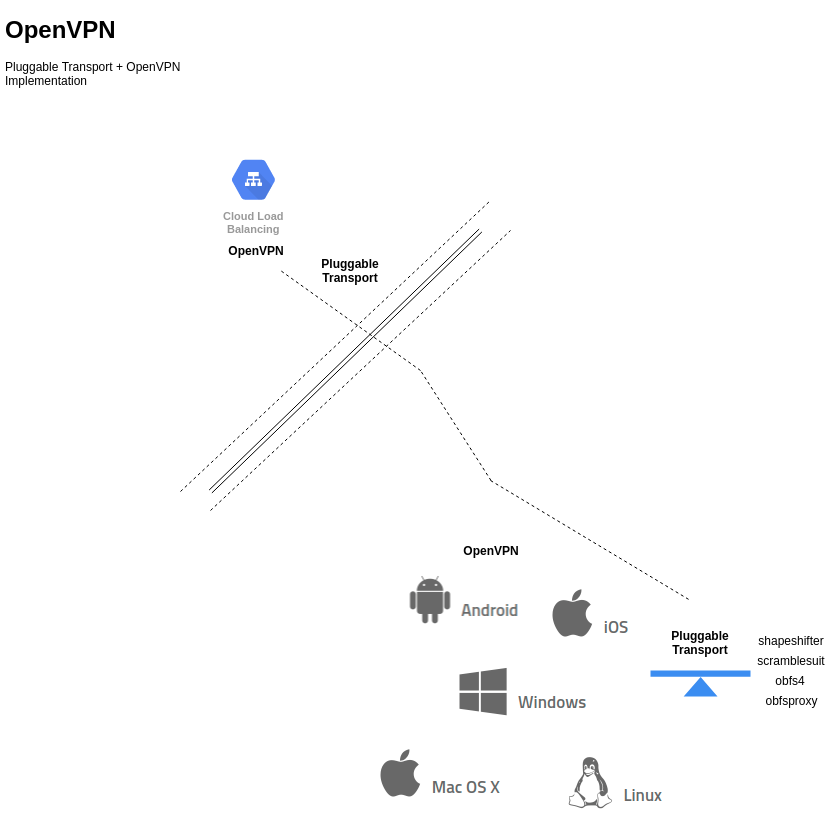 OpenVPN
Pluggable Transport + OpenVPN
Implementation
Cloud Load
Balancing
OpenVPN
Pluggable
Transport
OpenVPN
Android
iOS
Pluggable
Transport
shapeshifter
scramblesuit
obfs4
obfsproxy
Windows
Mac OS X
Linux